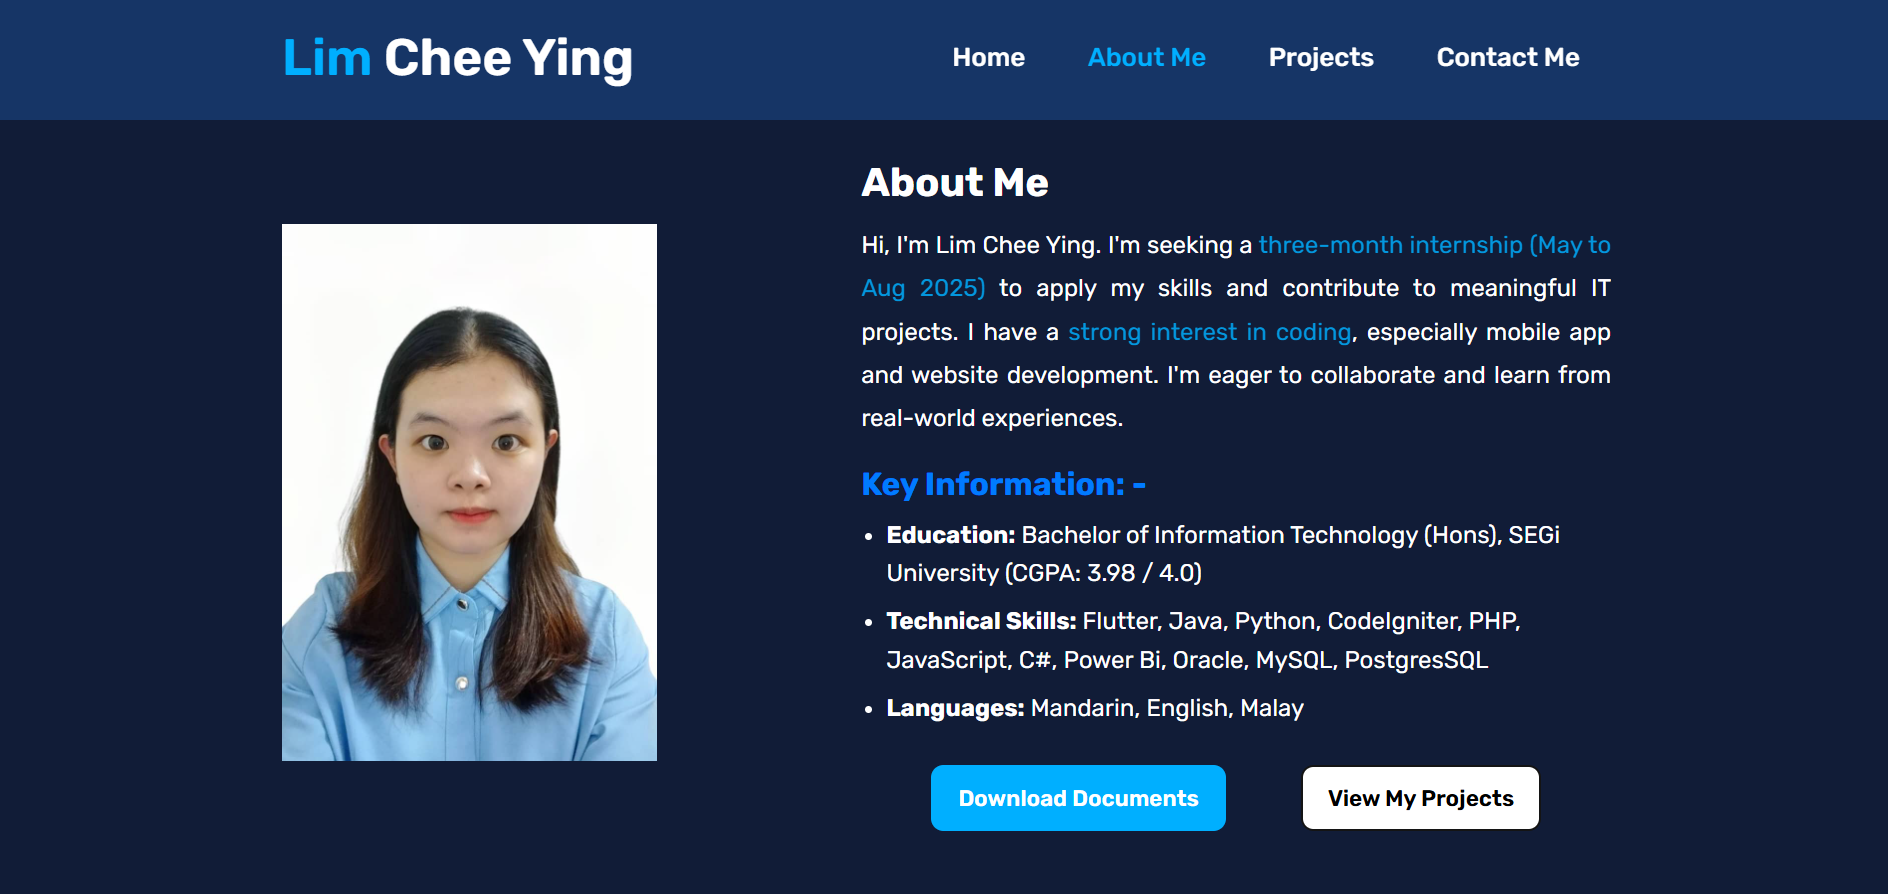 Lim Chee Ying
Home
About Me
Projects
Contact Me
About Me
Hi, I'm Lim Chee Ying. I'm seeking a three-month internship (May to
Aug 2025) to apply my skills and contribute to meaningful IT
projects. I have a strong interest in coding, especially mobile app
and website development. I'm eager to collaborate and learn from
real-world experiences.
Key Information: -
• Education: Bachelor of Information Technology (Hons), SEGi
University (CGPA: 3.98 / 4.0)
• Technical Skills: Flutter, Java, Python, CodeIgniter, PHP,
JavaScript, C#, Power Bi, Oracle, MySQL, PostgresSQL
• Languages: Mandarin, English, Malay
Download Documents
View My Projects